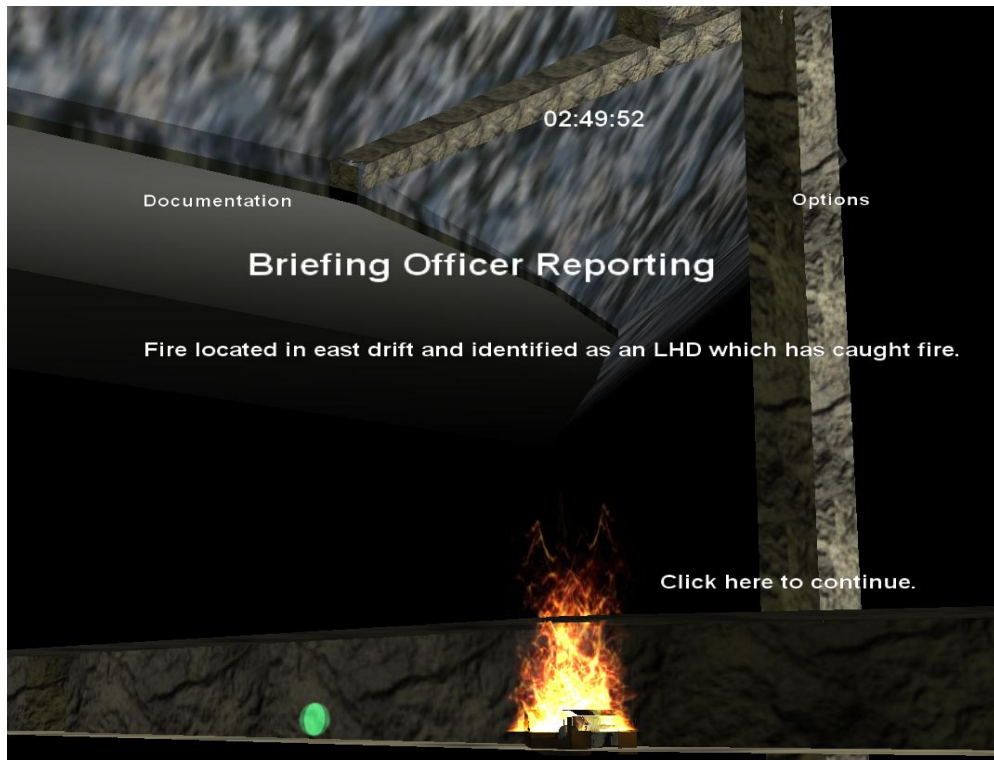 02:49:52
Documentation
Options
Briefing Officer Reporting
Fire located in east drift and identified as an LHD which has caught fire.
Click here to continue.